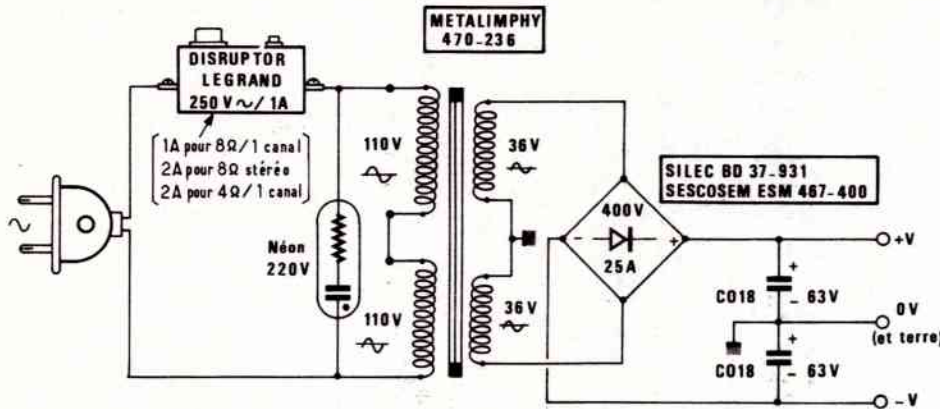 METALIMPHY
470-236
DISRUPTOR
LEGRAND
250 V ~ / 1A
1A pour 8Ω / 1 canal
2A pour 8Ω stéréo
2A pour 4Ω / 1 canal
~
Néon
220V
110V
110V
36V
36V
SILEC BD 37-931
SESCOSEM ESM 467-400
400V
- +
25A
+V
+
CO18 - 63V
0V
(et terre)
+
CO18 - 63V
-V